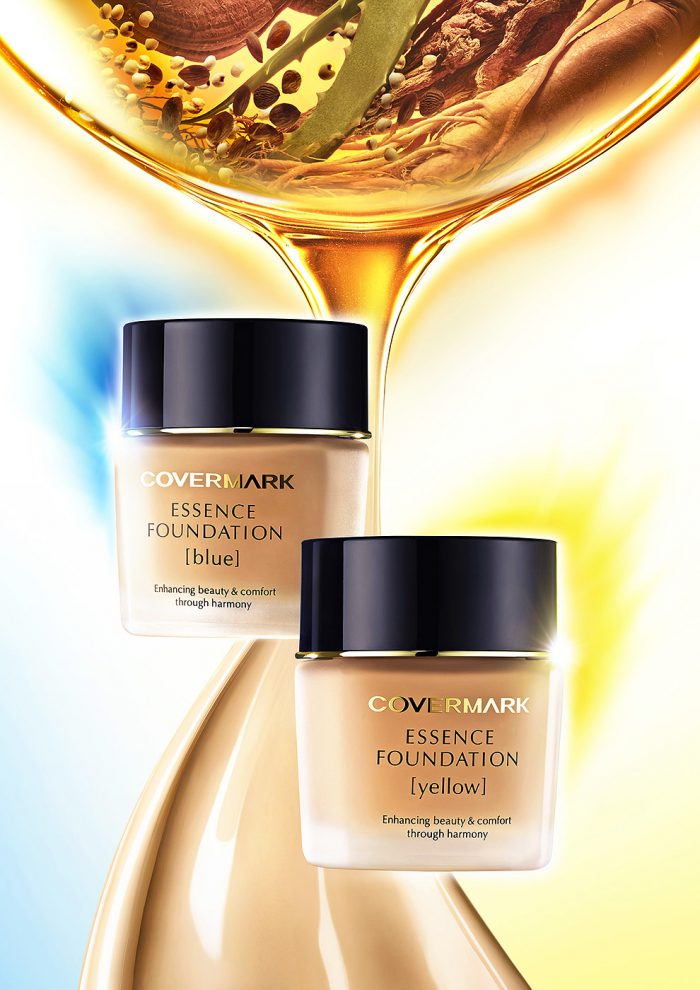 COVERMARK
ESSENCE
FOUNDATION
[blue]
Enhancing beauty & comfort
through harmony
COVERMARK
ESSENCE
FOUNDATION
[yellow]
Enhancing beauty & comfort
through harmony